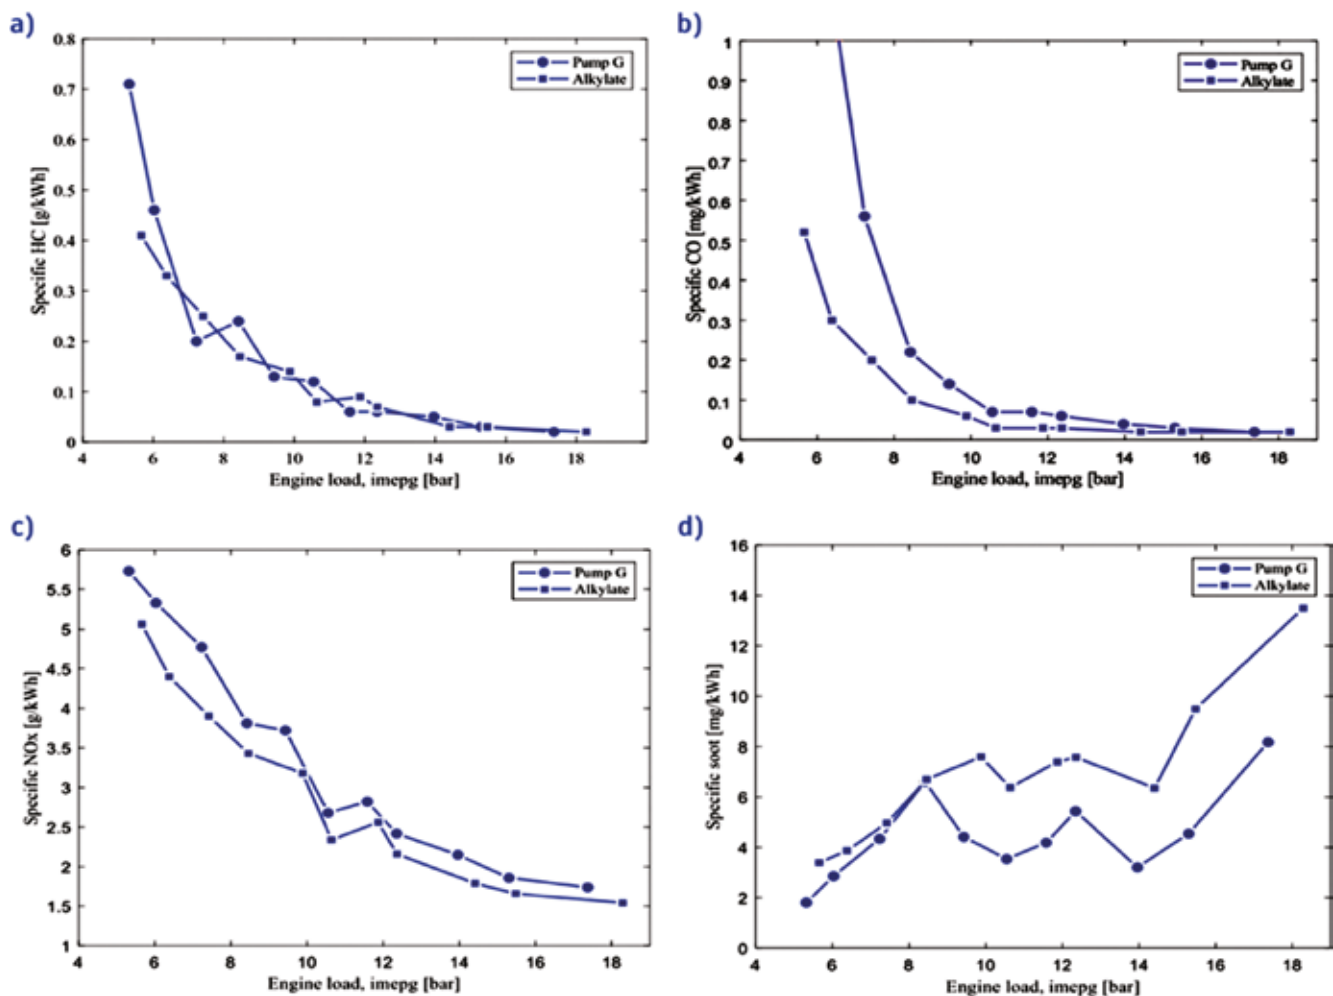 a)
0.8
0.7
0.6
0.5
0.4
0.3
0.2
0.1
0
Specific HC [g/kWh]
Pump G
Alkylate
4 6 8 10 12 14 16 18
Engine load, imepg [bar]
b)
1
0.9
0.8
0.7
0.6
0.5
0.4
0.3
0.2
0.1
0
Specific CO [mg/kWh]
Pump G
Alkylate
4 6 8 10 12 14 16 18
Engine load, imepg [bar]
c)
6
5.5
5
4.5
4
3.5
3
2.5
2
1.5
1
Specific NOx [g/kWh]
Pump G
Alkylate
4 6 8 10 12 14 16 18
Engine load, imepg [bar]
d)
16
14
12
10
8
6
4
2
0
Specific soot [mg/kWh]
Pump G
Alkylate
4 6 8 10 12 14 16 18
Engine load, imepg [bar]